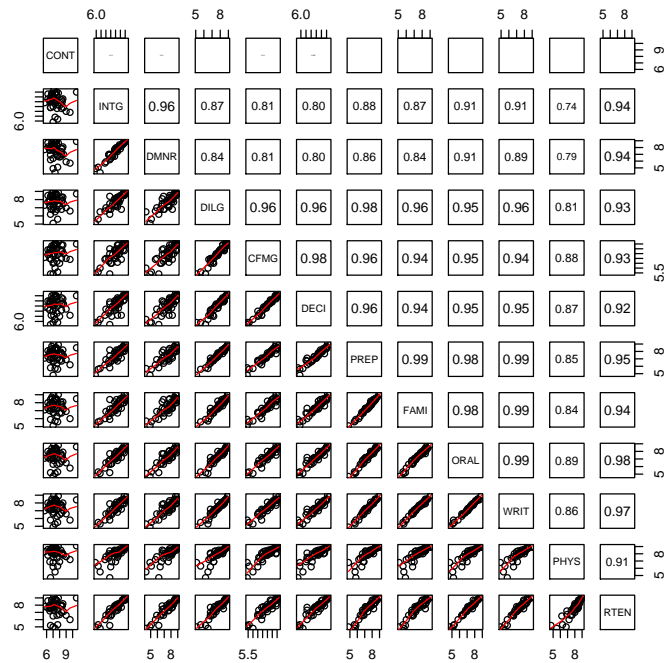 6.0 5 8 6.0 5 8 5 8
CONT 6 9
6.0 INTG 0.96 0.87 0.81 0.80 0.88 0.87 0.91 0.91 0.74 0.94
DMNR 0.84 0.81 0.80 0.86 0.84 0.91 0.89 0.79 0.94 5 8
5 8 DILG 0.96 0.96 0.98 0.96 0.95 0.96 0.81 0.93
CFMG 0.98 0.96 0.94 0.95 0.94 0.88 0.93 5.5
6.0 DECI 0.96 0.94 0.95 0.95 0.87 0.92
PREP 0.99 0.98 0.99 0.85 0.95 5 8
5 8 FAMI 0.98 0.99 0.84 0.94
ORAL 0.99 0.89 0.98 5 8
5 8 WRIT 0.86 0.97
PHYS 0.91 5 8
5 8 RTEN
6 9 5 8 5.5 5 8 5 8 5 8